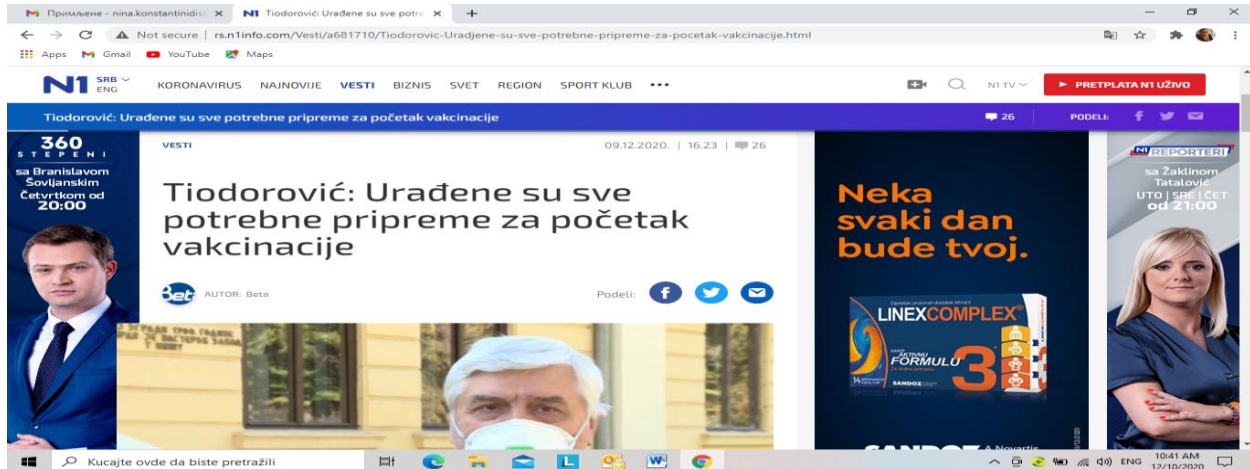 Примљене - nina.konstantinidis
Tiodorović: Urađene su sve potre
Not secure | rs.n1info.com/Vesti/a681710/Tiodorovic-Uradjene-su-sve-potrebne-pripreme-za-pocetak-vakcinacije.html
Apps Gmail YouTube Maps
N1 SRB ENG KORONAVIRUS NAJNOVIJE VESTI BIZNIS SVET REGION SPORT KLUB ••• N1 TV PRETPLATA N1 UŽIVO
Tiodorović: Urađene su sve potrebne pripreme za početak vakcinacije 26 PODELI:
360
STEPENI
sa Branislavom
Šovljanskim
Četvrtkom od
20:00
VESTI 09.12.2020. | 16.23 | 26
Tiodorović: Urađene su sve
potrebne pripreme za početak
vakcinacije
Bet AUTOR: Beta Podeli:
Neka
svaki dan
bude tvoj.
LINEXCOMPLEX
AKTIVNU
FORMULU 3
14
SANDOZ
SANDOZ A Novartis
N1 REPORTERI
sa Žaklinom
Tatalović
UTO | SRE | ČET
od 21:00
Kucajte ovde da biste pretražili
ENG 10:41 AM
12/10/2020